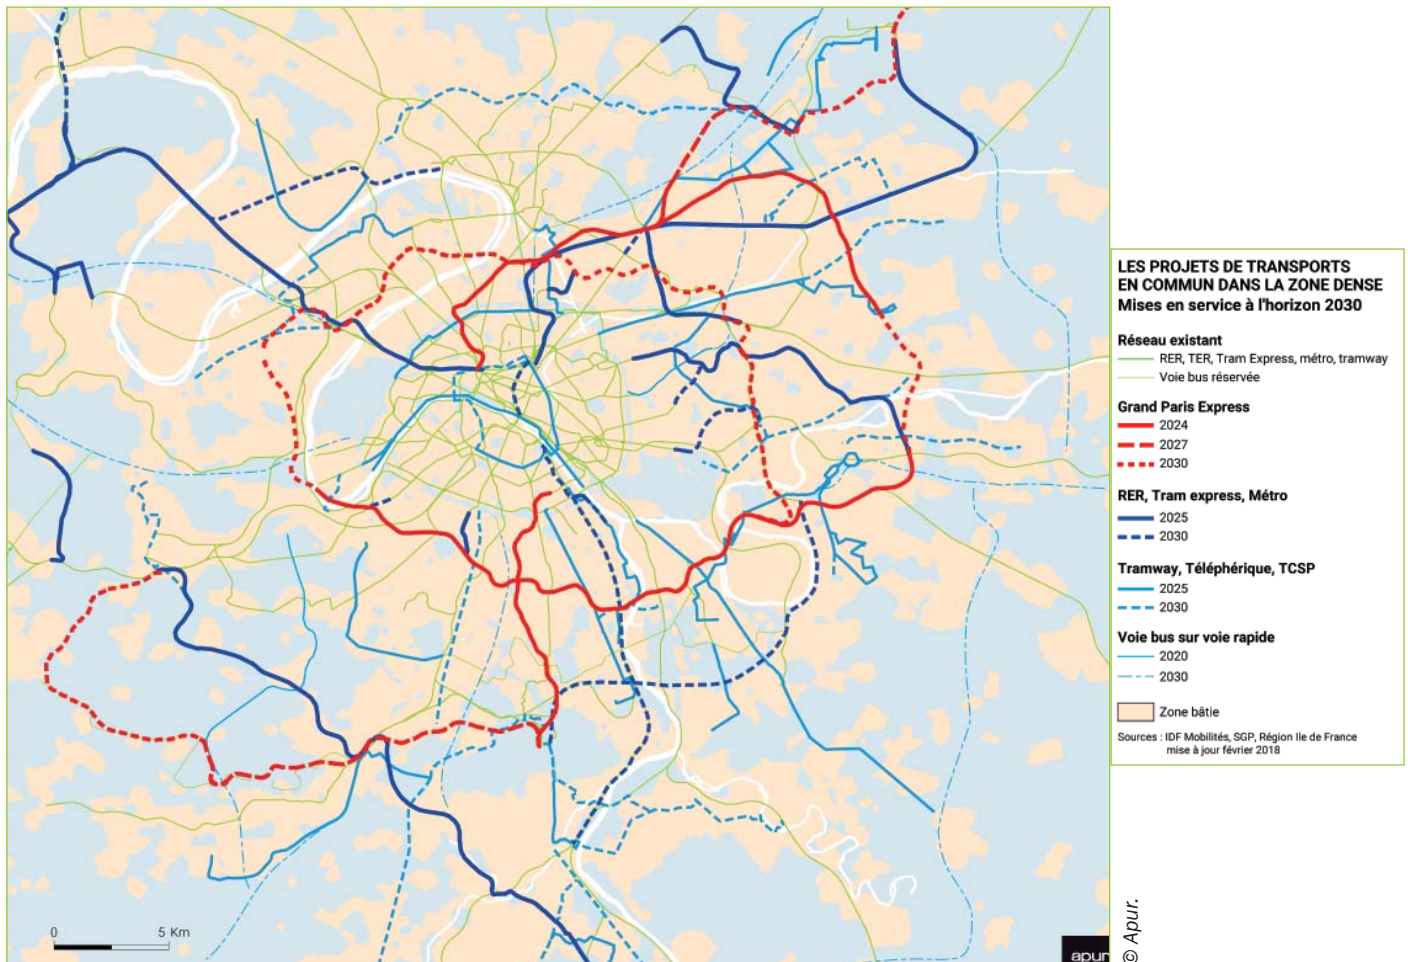 LES PROJETS DE TRANSPORTS
EN COMMUN DANS LA ZONE DENSE
Mises en service à l'horizon 2030
Réseau existant
RER, TER, Tram Express, métro, tramway
Voie bus réservée
Grand Paris Express
2024
2027
2030
RER, Tram express, Métro
2025
2030
Tramway, Téléphérique, TCSP
2025
2030
Voie bus sur voie rapide
2020
2030
Zone bâtie
Sources : IDF Mobilités, SGP, Région Ile de France
mise à jour février 2018
0 5 Km
apur
© Apur.